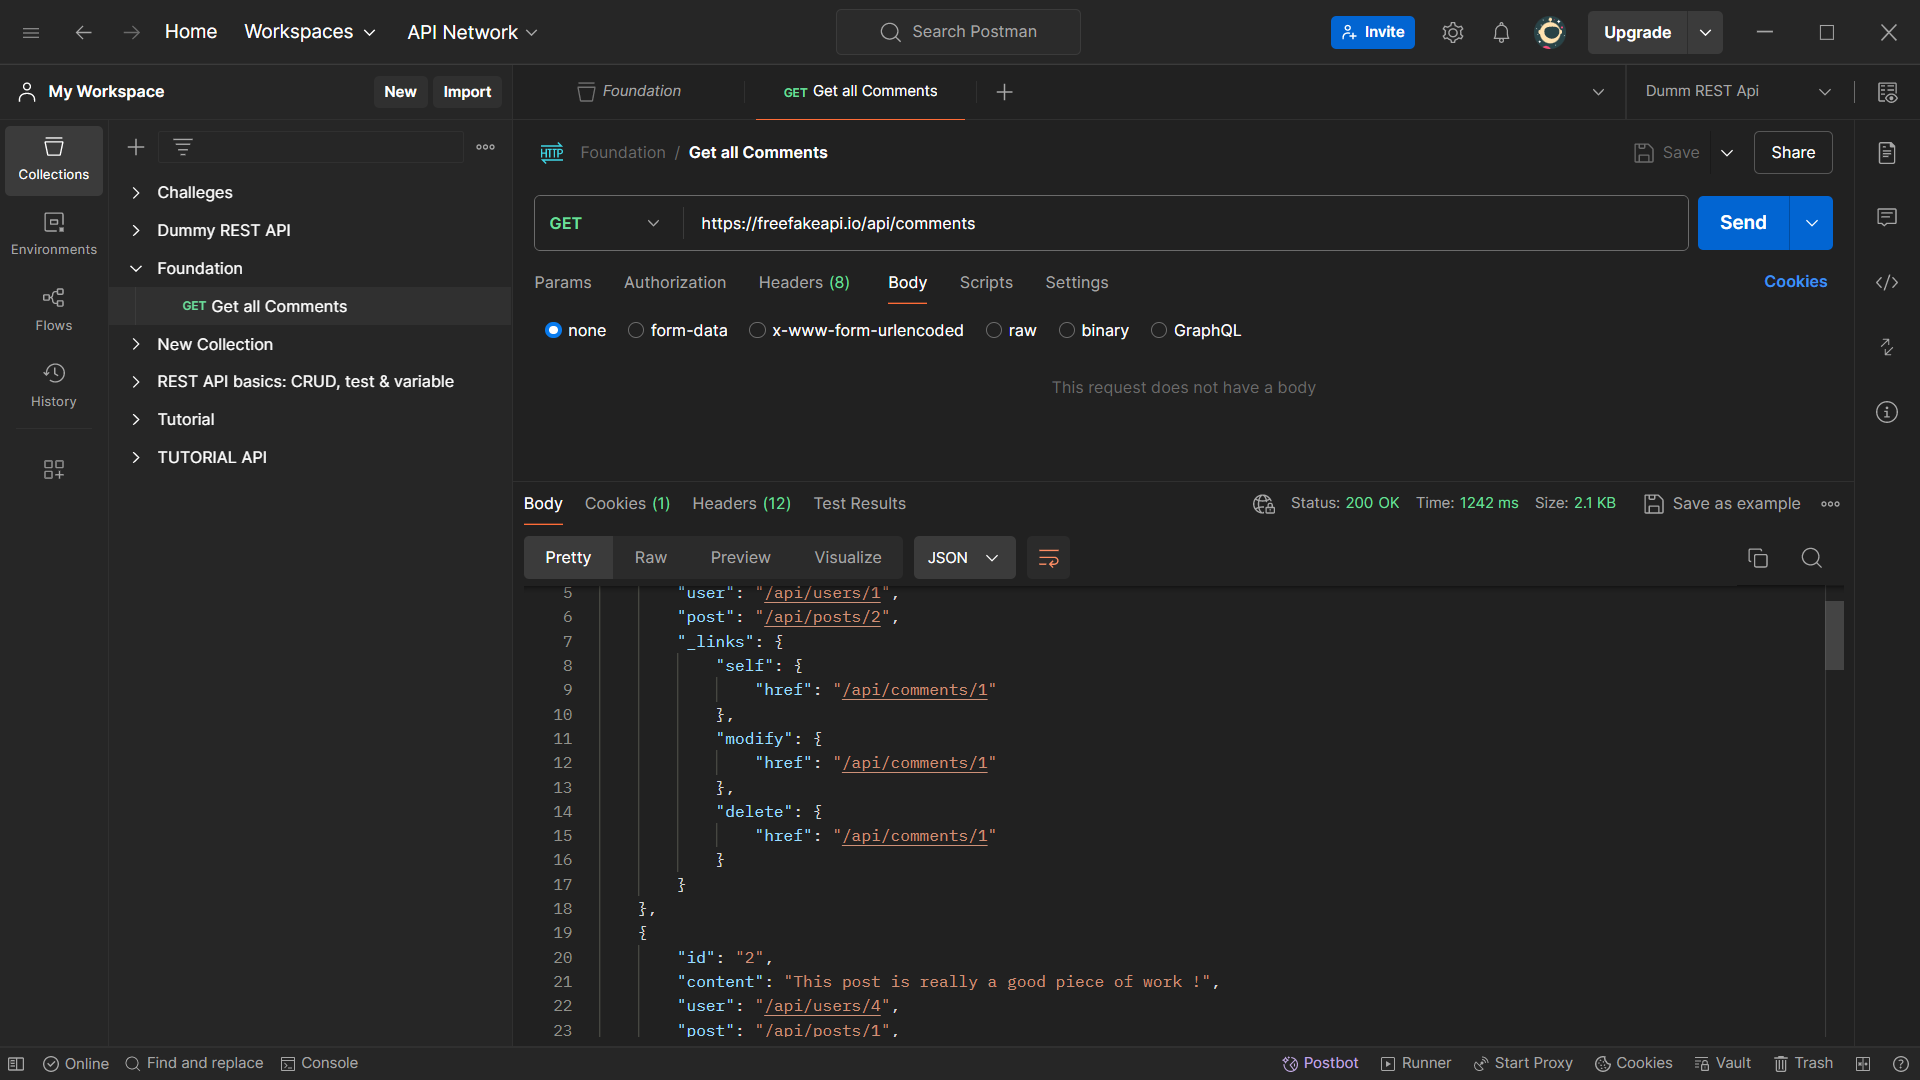 Home Workspaces API Network Search Postman Invite Upgrade
My Workspace New Import Foundation GET Get all Comments Dumm REST Api
Collections
Environments
Flows
History
Challeges
Dummy REST API
Foundation
GET Get all Comments
New Collection
REST API basics: CRUD, test & variable
Tutorial
TUTORIAL API
HTTP Foundation / Get all Comments Save Share
GET https://freefakeapi.io/api/comments Send
Params Authorization Headers (8) Body Scripts Settings Cookies
none form-data x-www-form-urlencoded raw binary GraphQL
This request does not have a body
Body Cookies (1) Headers (12) Test Results Status: 200 OK Time: 1242 ms Size: 2.1 KB Save as example
Pretty Raw Preview Visualize JSON
5 "user": "/api/users/1",
6 "post": "/api/posts/2",
7 "_links": {
8 "self": {
9 "href": "/api/comments/1"
10 },
11 "modify": {
12 "href": "/api/comments/1"
13 },
14 "delete": {
15 "href": "/api/comments/1"
16 }
17 }
18 },
19 {
20 "id": "2",
21 "content": "This post is really a good piece of work !",
22 "user": "/api/users/4",
23 "post": "/api/posts/1",
Online Find and replace Console Postbot Runner Start Proxy Cookies Vault Trash